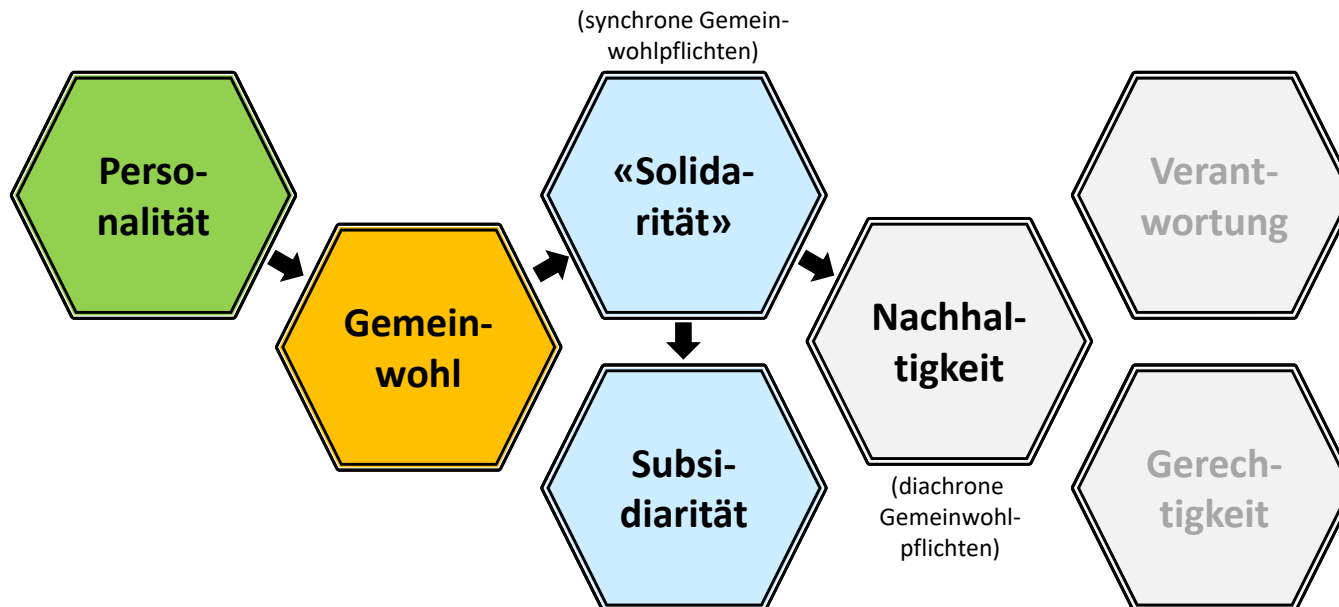 (synchrone Gemein-
wohlpflichten)
Perso-
nalität
Gemein-
wohl
«Solida-
rität»
Subsi-
diarität
Nachhal-
tigkeit
(diachrone
Gemeinwohl-
pflichten)
Verant-
wortung
Gerech-
tigkeit